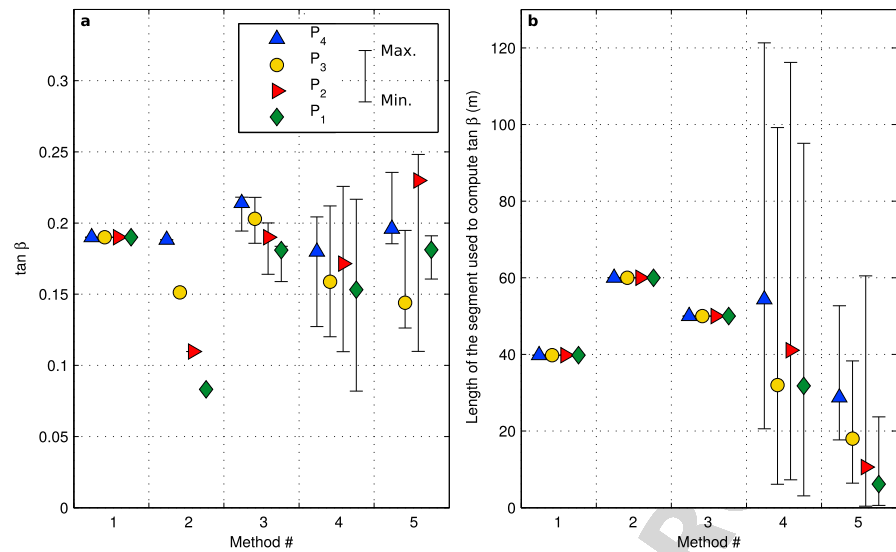 a
P4
P3
P2
P1
Max.
Min.
0.3
0.25
0.2
0.15
0.1
0.05
0
tan β
1 2 3 4 5
Method #
b
120
100
80
60
40
20
0
Length of the segment used to compute tan β (m)
1 2 3 4 5
Method #
R